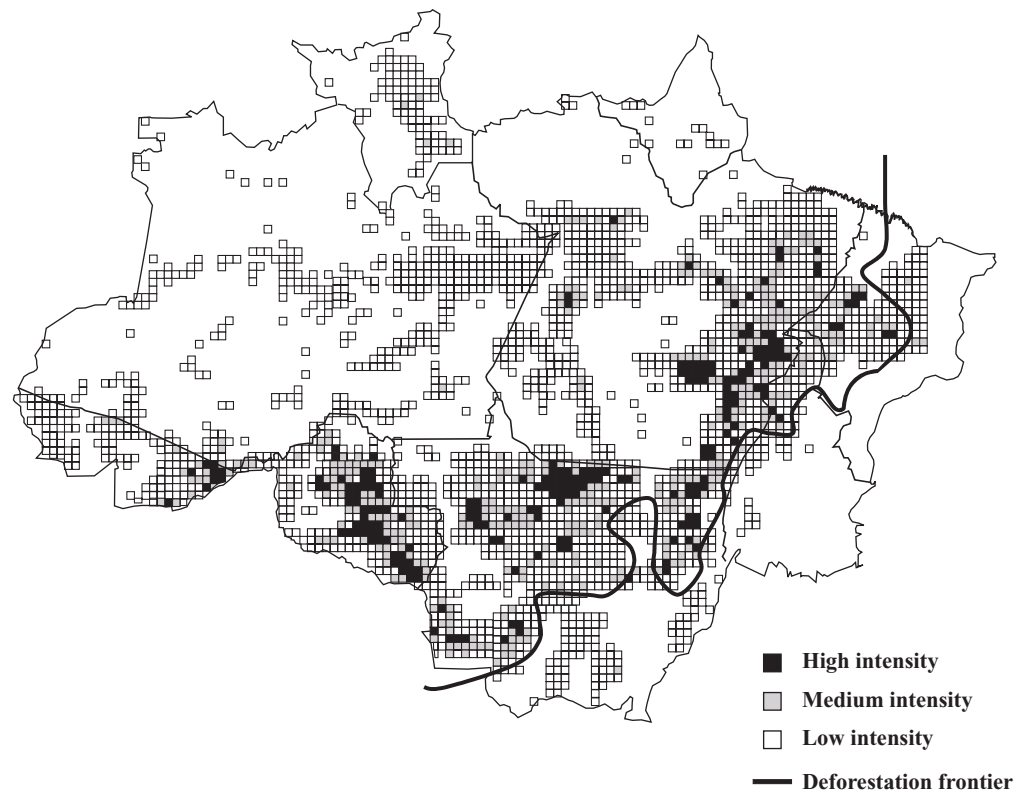 High intensity
Medium intensity
Low intensity
Deforestation frontier